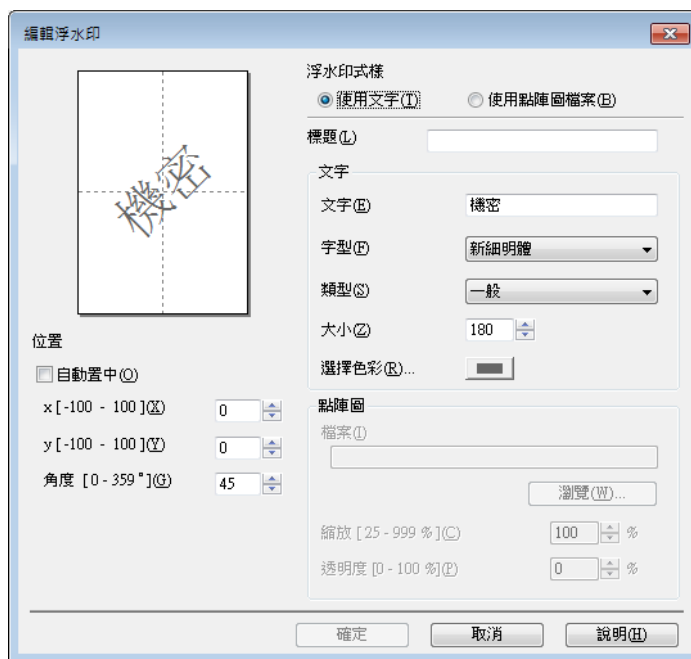 編輯浮水印
機密
浮水印式樣
使用文字(T)
使用點陣圖檔案(B)
標題(L)
文字
文字(E)
機密
字型(F)
新細明體
類型(S)
一般
大小(Z)
180
選擇色彩(R)...
位置
自動置中(O)
x [-100 - 100 ](X)
0
y [-100 - 100 ](Y)
0
角度 [0 - 359 °](G)
45
點陣圖
檔案(I)
瀏覽(W)...
縮放 [ 25 - 999 % ](C)
100
%
透明度 [0 - 100 %](P)
0
%
確定
取消
說明(H)